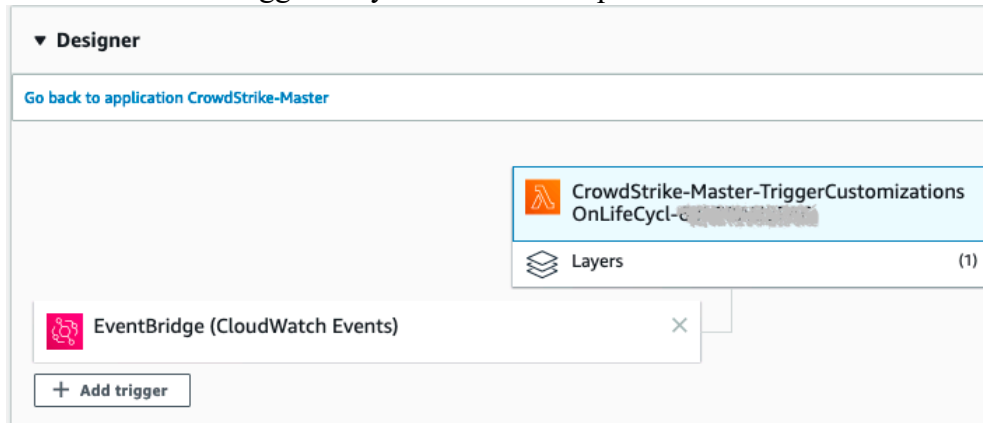 ▼ Designer
Go back to application CrowdStrike-Master
CrowdStrike-Master-TriggerCustomizations
OnLifeCycl-
Layers (1)
EventBridge (CloudWatch Events) ×
+ Add trigger